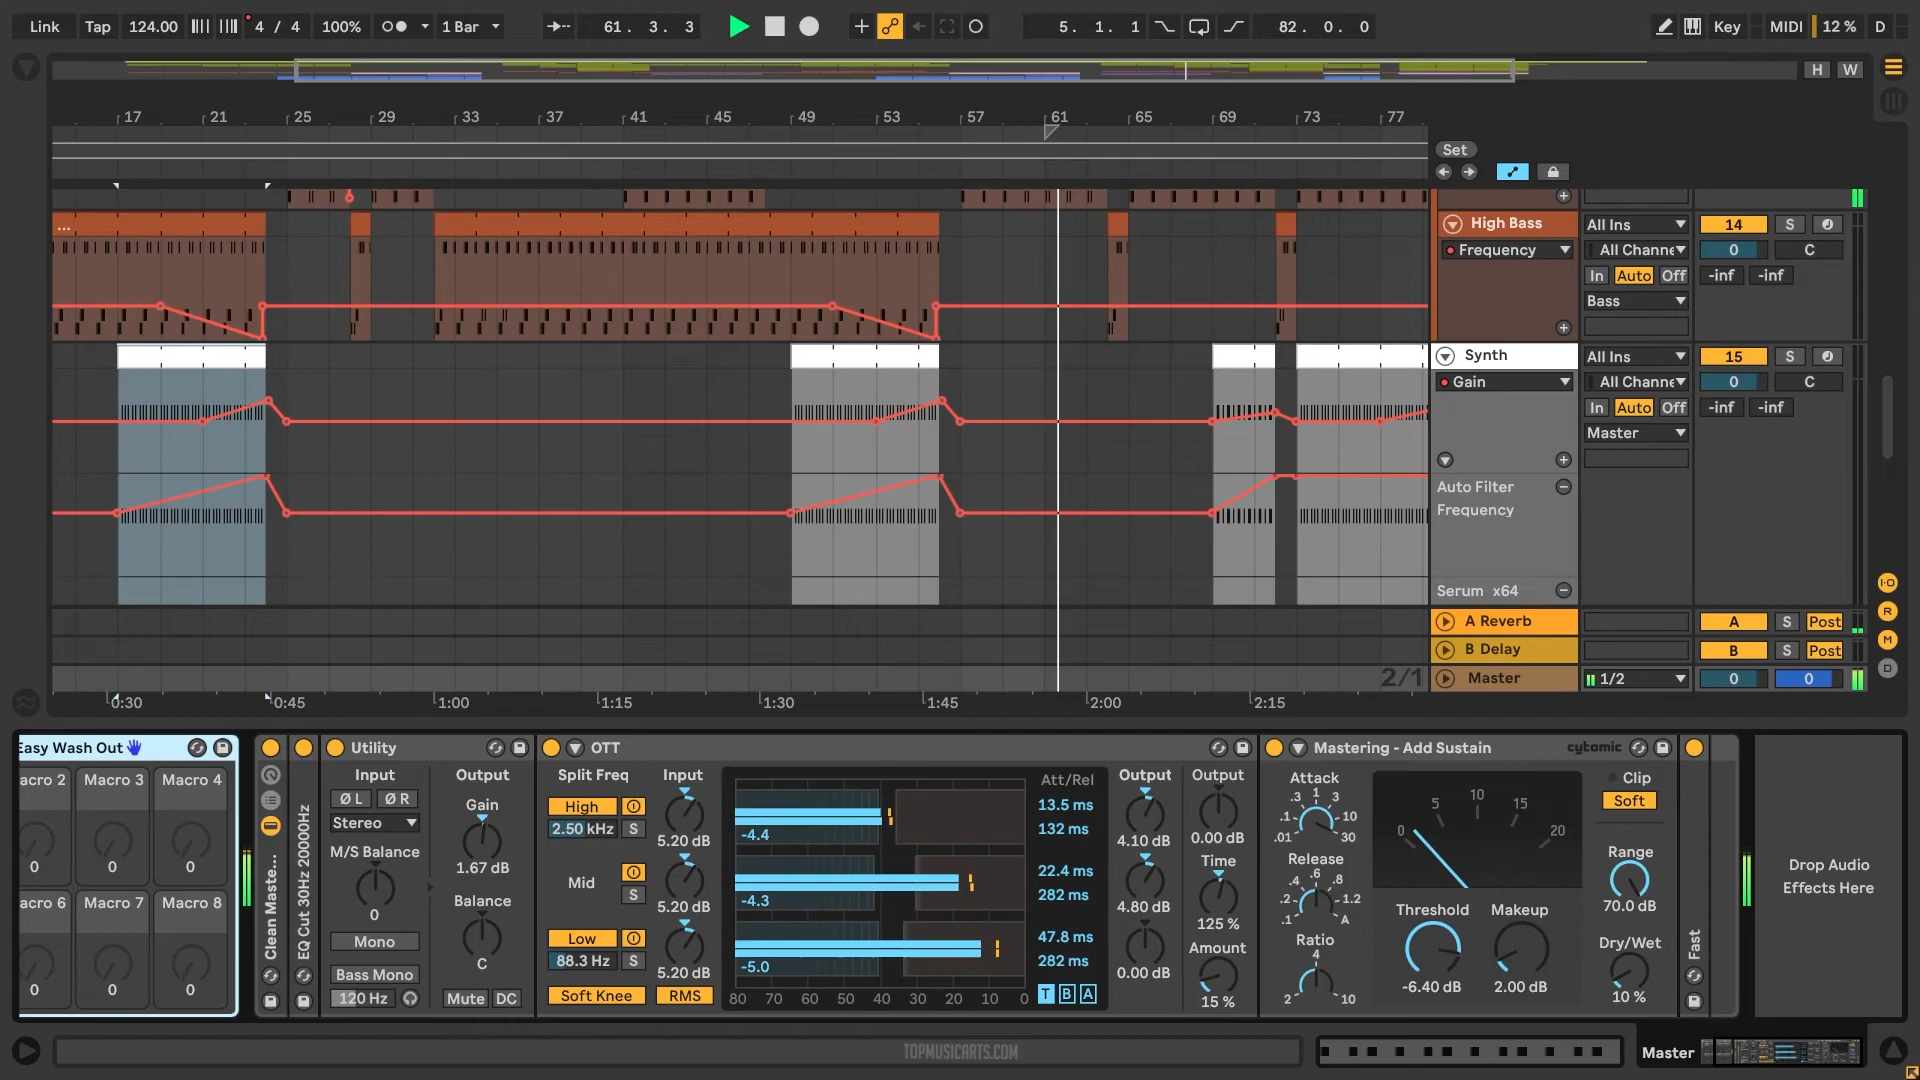 Link Tap 124.00 4 / 4 100% 1 Bar 61. 3. 3 5. 1. 1 82. 0. 0 Key MIDI 12 % D
H W
17 21 25 29 33 37 41 45 49 53 57 61 65 69 73 77
Set
...
High Bass All Ins 14 S
Frequency All Channe 0 C
In Auto Off -inf -inf
Bass
Synth All Ins 15 S
Gain All Channe 0 C
In Auto Off -inf -inf
Master
Auto Filter
Frequency
Serum x64
A Reverb A S Post
B Delay B S Post
2/1 Master 1/2 0 0
I·O
R
M
D
0:30 0:45 1:00 1:15 1:30 1:45 2:00 2:15
Easy Wash Out
acro 2 Macro 3 Macro 4
0 0 0
acro 6 Macro 7 Macro 8
0 0 0
Clean Maste...
EQ Cut 30Hz 20000Hz
Utility
Input Output
Ø L Ø R Gain
Stereo
M/S Balance 1.67 dB
Balance
0
Mono C
Bass Mono
120 Hz Mute DC
OTT
Split Freq Input Att/Rel Output Output
High 13.5 ms
2.50 kHz S 5.20 dB -4.4 132 ms 4.10 dB 0.00 dB
Time
Mid 22.4 ms
S 5.20 dB -4.3 282 ms 4.80 dB 125 %
Low 47.8 ms Amount
88.3 Hz S 5.20 dB -5.0 282 ms 0.00 dB
Soft Knee RMS 80 70 60 50 40 30 20 10 0 T B A 15 %
Mastering - Add Sustain cytomic
Attack Clip
.01 .1 .3 1 3 10 30 0 5 10 15 20 Soft
Release Range
.1 .2 .4 .6 .8 1.2 A 70.0 dB
Threshold Makeup
Ratio Dry/Wet
2 4 10 -6.40 dB 2.00 dB 10 %
Fast
Drop Audio
Effects Here
TOPMUSICARTS.COM
Master